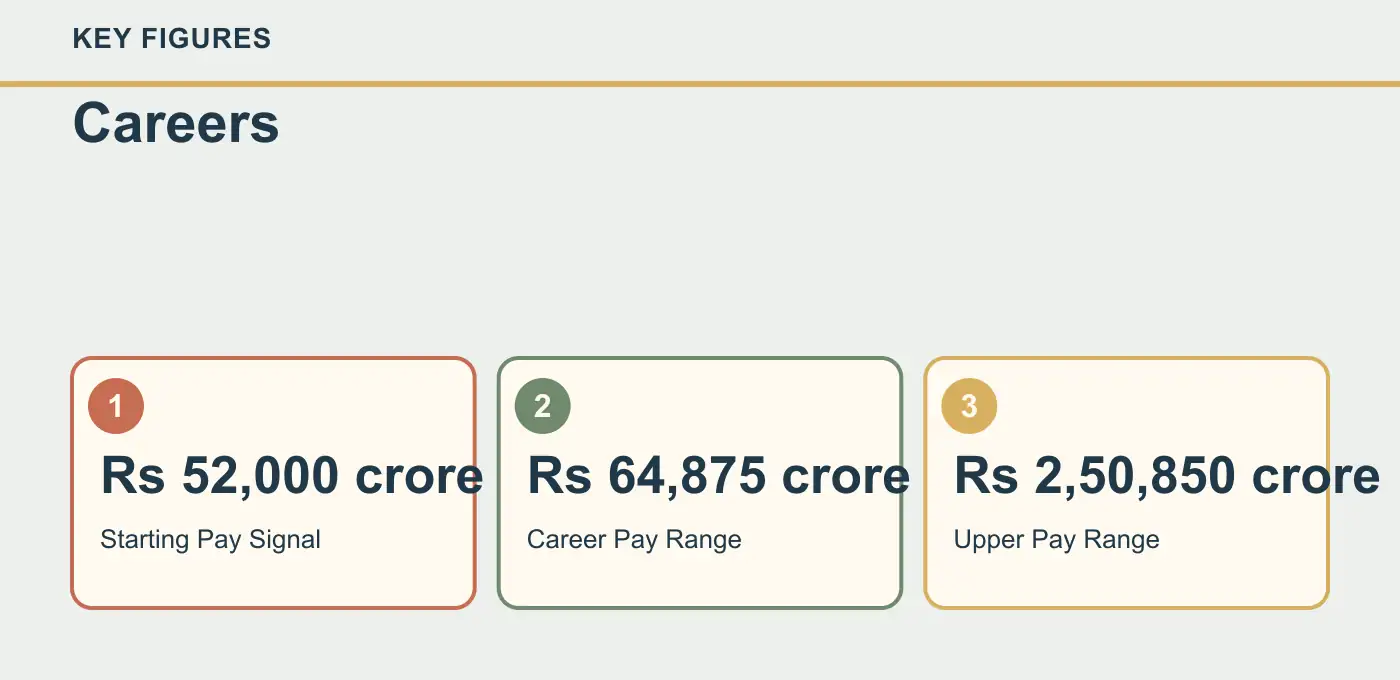 KEY FIGURES
Careers
1
Rs 52,000 crore
Starting Pay Signal
2
Rs 64,875 crore
Career Pay Range
3
Rs 2,50,850 crore
Upper Pay Range